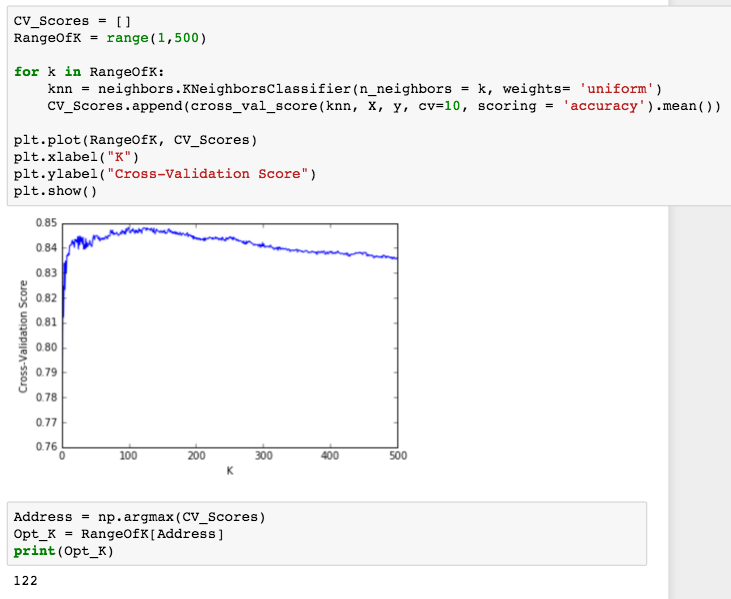 CV_Scores = []
RangeOfK = range(1,500)
for k in RangeOfK:
    knn = neighbors.KNeighborsClassifier(n_neighbors = k, weights= 'uniform')
    CV_Scores.append(cross_val_score(knn, X, y, cv=10, scoring = 'accuracy').mean())
plt.plot(RangeOfK, CV_Scores)
plt.xlabel("K")
plt.ylabel("Cross-Validation Score")
plt.show()
0.85
0.84
0.83
0.82
0.81
0.80
0.79
0.78
0.77
0.76
Cross-Validation Score
0 100 200 300 400 500
K
Address = np.argmax(CV_Scores)
Opt_K = RangeOfK[Address]
print(Opt_K)
122